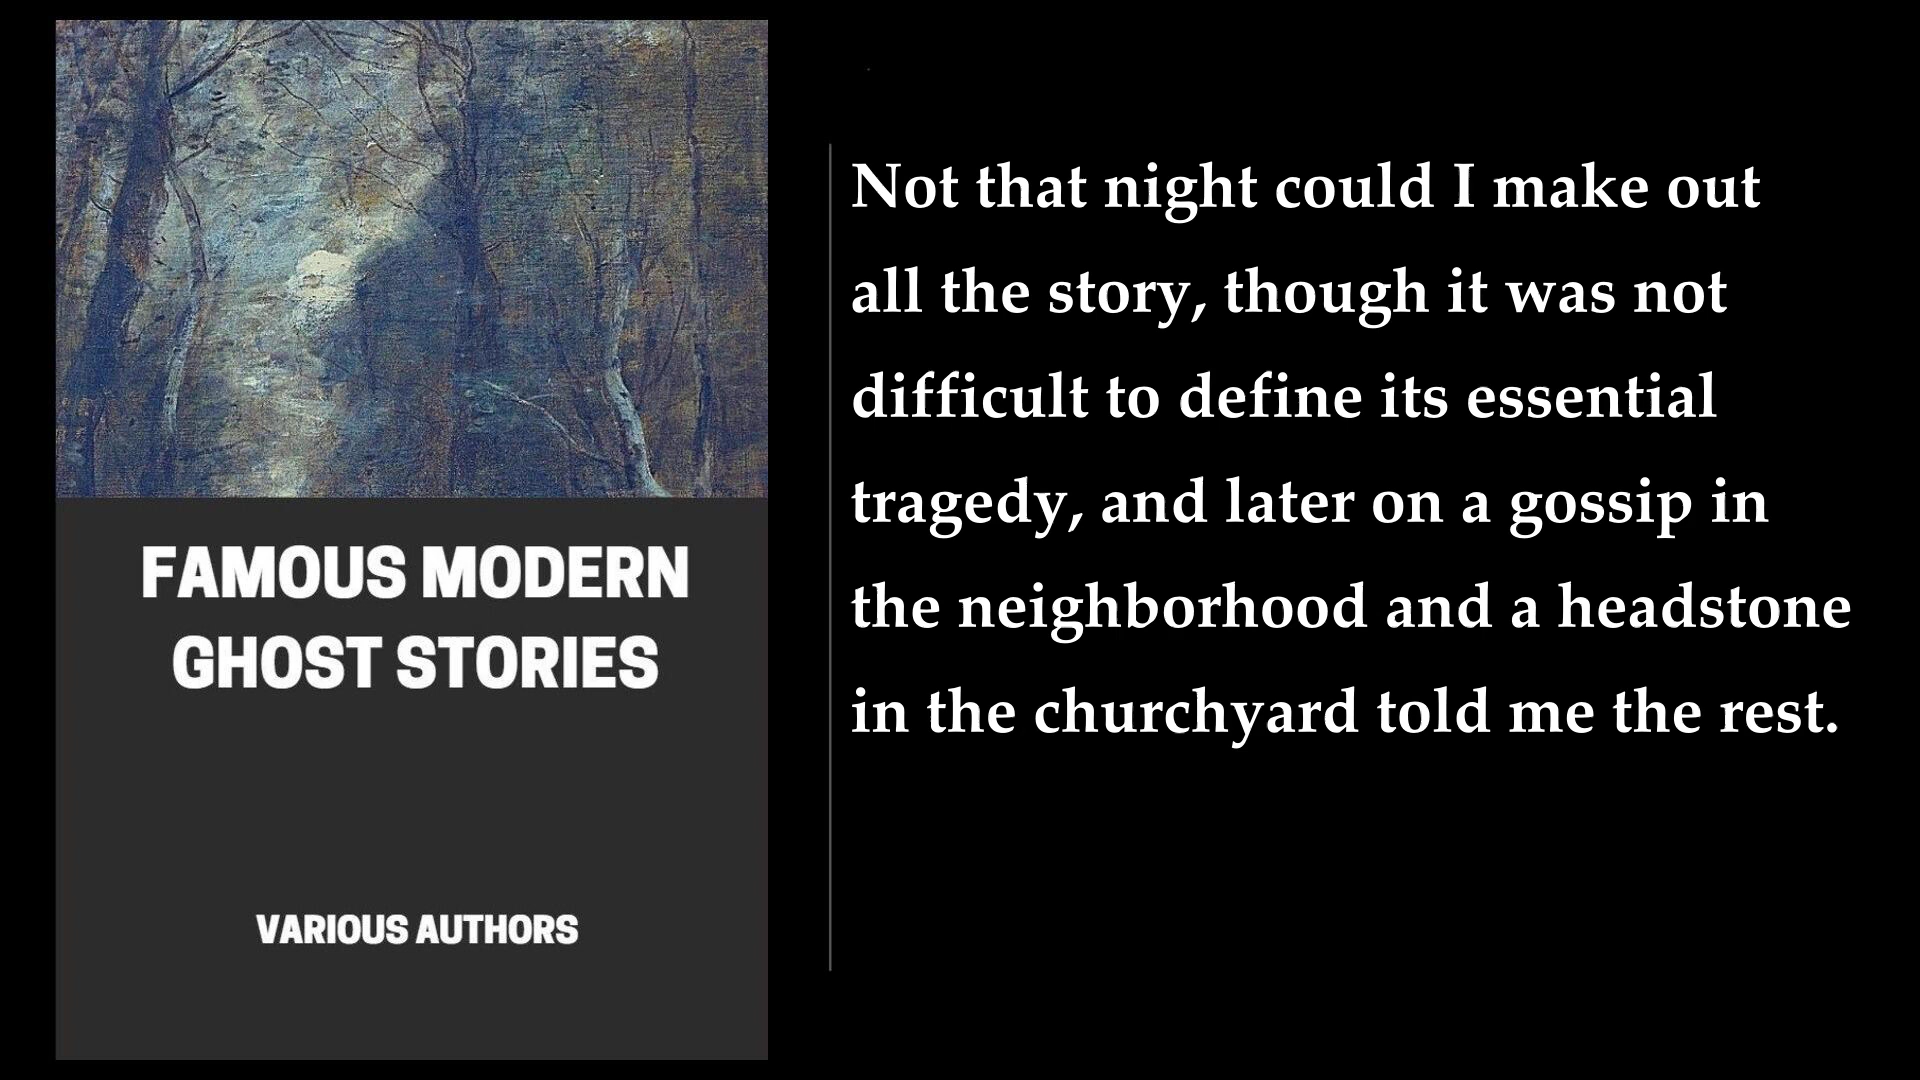 FAMOUS MODERN
GHOST STORIES
VARIOUS AUTHORS
Not that night could I make out
all the story, though it was not
difficult to define its essential
tragedy, and later on a gossip in
the neighborhood and a headstone
in the churchyard told me the rest.